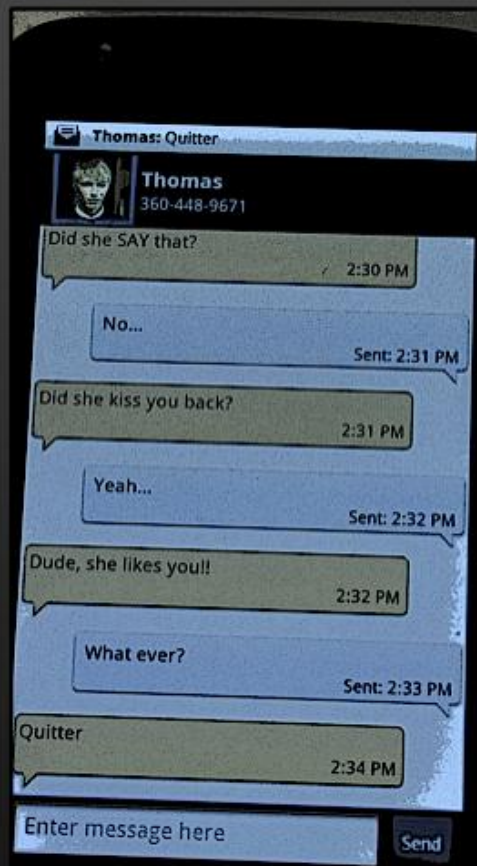 Thomas: Quitter
Thomas
360-448-9671
Did she SAY that?
2:30 PM
No...
Sent: 2:31 PM
Did she kiss you back?
2:31 PM
Yeah...
Sent: 2:32 PM
Dude, she likes you!!
2:32 PM
What ever?
Sent: 2:33 PM
Quitter
2:34 PM
Enter message here
Send